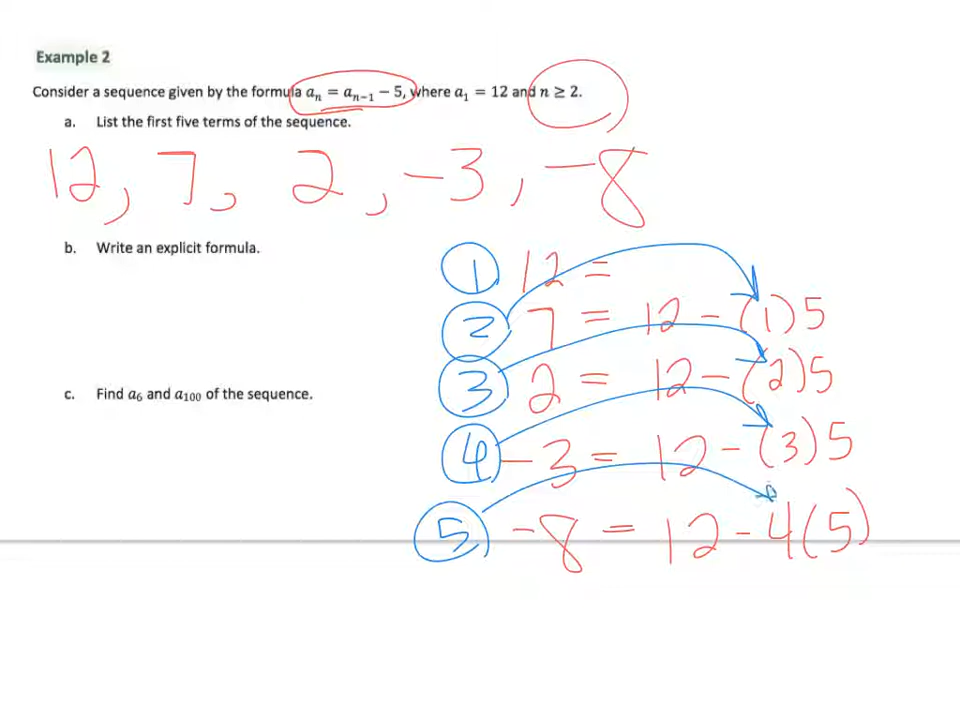 Example 2
Consider a sequence given by the formula aₙ = aₙ₋₁ − 5, where a₁ = 12 and n ≥ 2.
a. List the first five terms of the sequence.
12, 7, 2, -3, -8
b. Write an explicit formula.
① 12 =
② 7 = 12 - (1)5
③ 2 = 12 - (2)5
c. Find a₆ and a₁₀₀ of the sequence.
④ -3 = 12 - (3)5
⑤ -8 = 12 - 4(5)